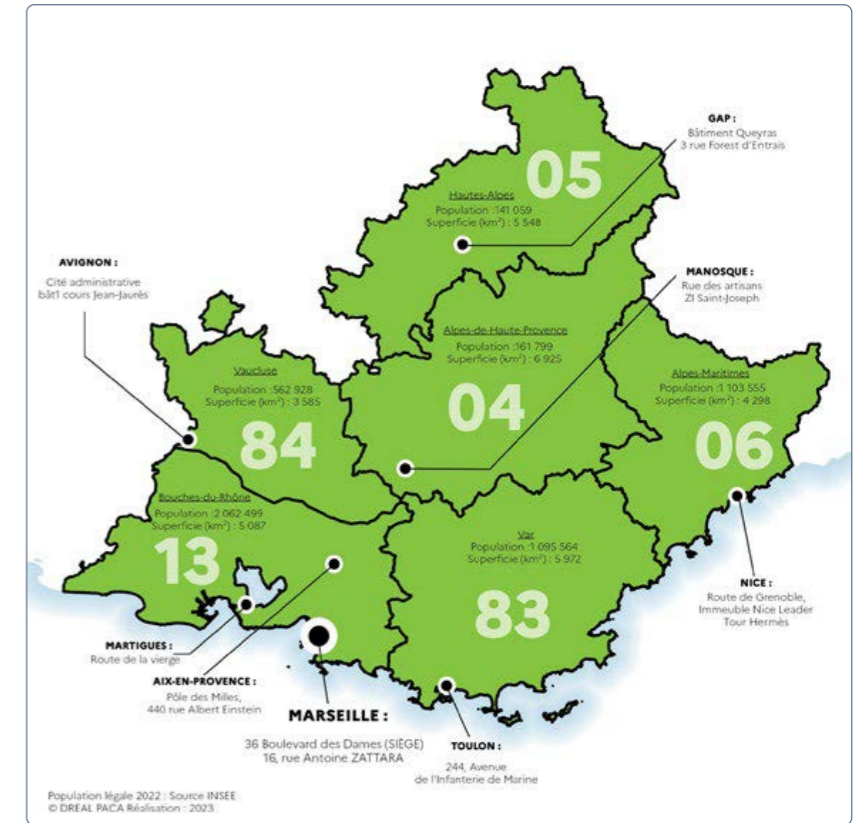 GAP :
Bâtiment Queyras
3 rue Forest d'Entrais
05
Hautes-Alpes
Population :141 059
Superficie (km²) : 5 548
AVIGNON :
Cité administrative
bât1 cours Jean-Jaurès
MANOSQUE :
Rue des artisans
ZI Saint-Joseph
Alpes-de-Haute-Provence
Population :161 799
Superficie (km²) : 6 925
04
Vaucluse
Population :562 928
Superficie (km²) : 3 585
84
Alpes-Maritimes
Population :1 103 555
Superficie (km²) : 4 298
06
Bouches-du-Rhône
Population :2 062 499
Superficie (km²) : 5 087
13
Var
Population :1 095 564
Superficie (km²) : 5 972
83
NICE :
Route de Grenoble,
Immeuble Nice Leader
Tour Hermès
MARTIGUES :
Route de la vierge
AIX-EN-PROVENCE :
Pôle des Milles,
440 rue Albert Einstein
MARSEILLE :
36 Boulevard des Dames (SIÈGE)
16, rue Antoine ZATTARA
TOULON :
244, Avenue
de l'Infanterie de Marine
Population légale 2022 : Source INSEE
© DREAL PACA Réalisation : 2023